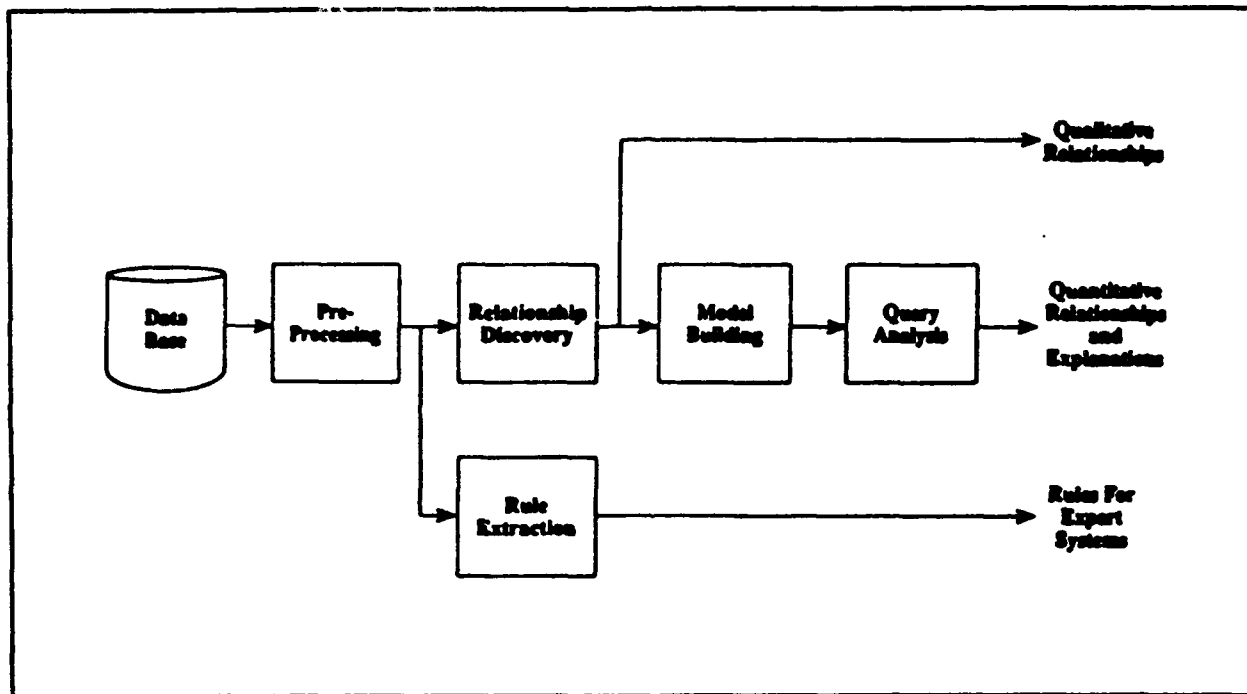 Qualitative
Relationships
Data
Base
Pre-
Processing
Relationship
Discovery
Model
Building
Query
Analysis
Quantitative
Relationships
and
Explanations
Rule
Extraction
Rules For
Expert
Systems